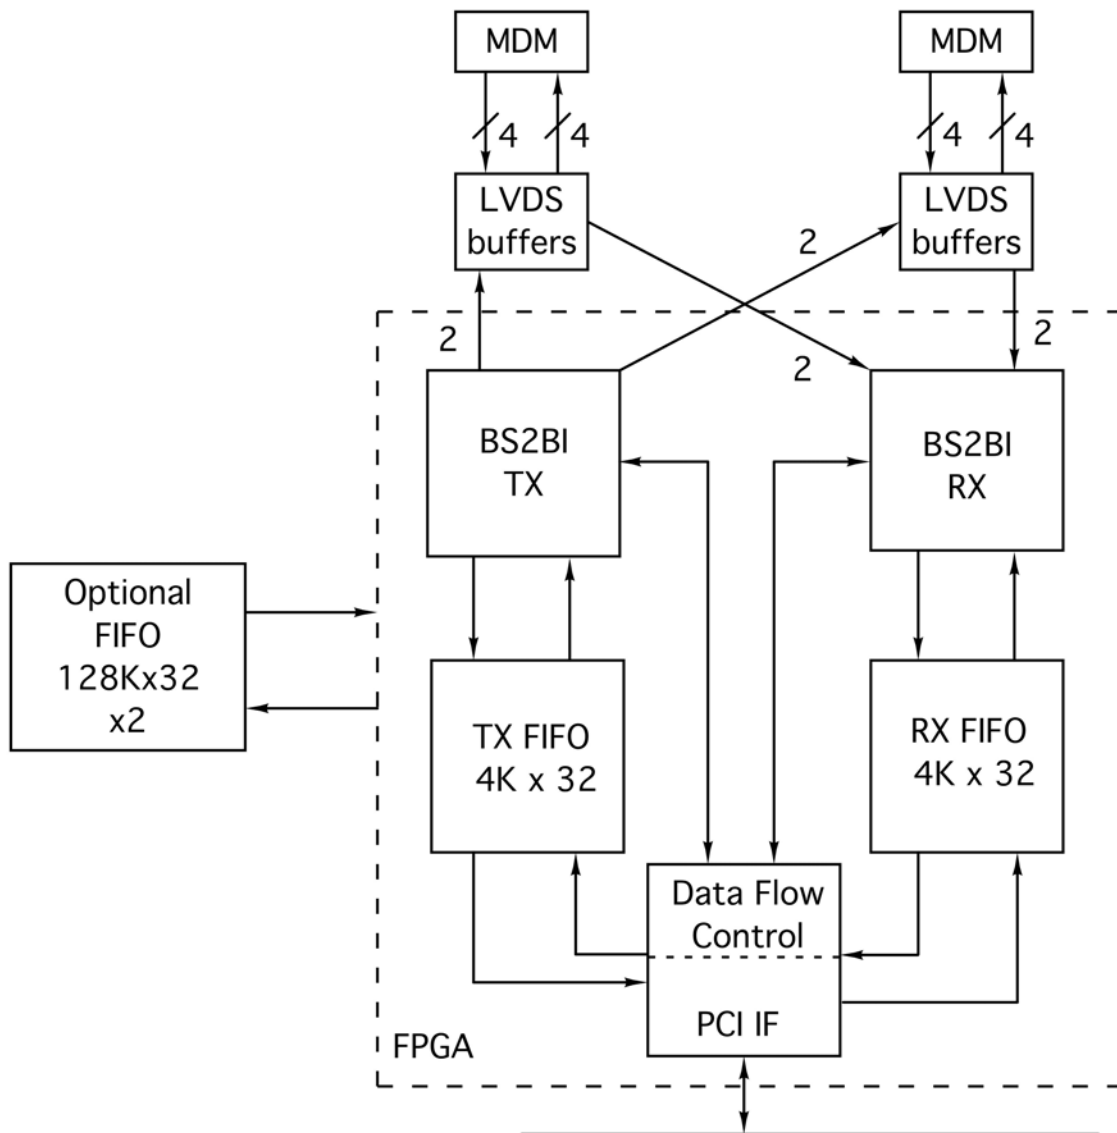 MDM
MDM
4
4
4
4
LVDS
buffers
LVDS
buffers
2
2
2
2
BS2BI
TX
BS2BI
RX
Optional
FIFO
128Kx32
x2
TX FIFO
4K x 32
RX FIFO
4K x 32
Data Flow
Control
PCI IF
FPGA